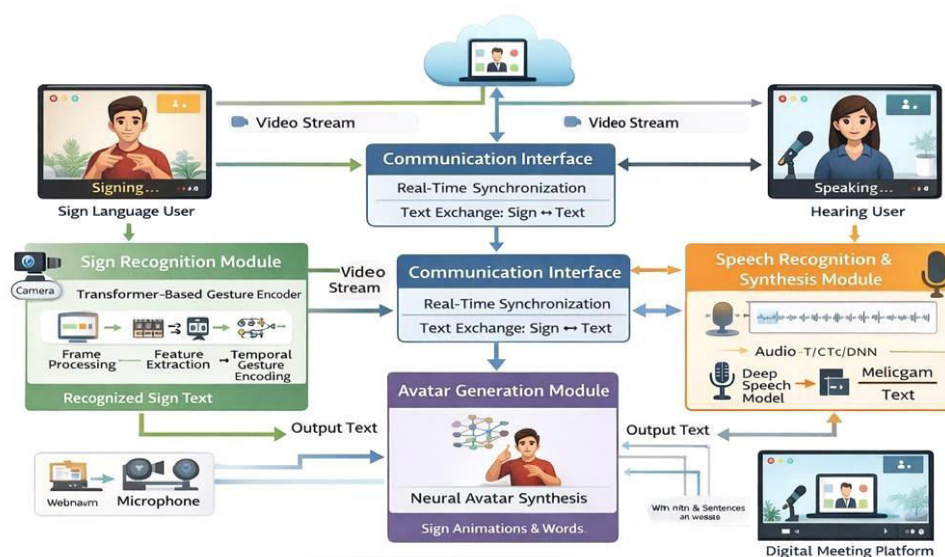 Video Stream
Video Stream
Signing...
Sign Language User
Communication Interface
Real-Time Synchronization
Text Exchange: Sign ↔ Text
Speaking...
Hearing User
Camera
Sign Recognition Module
Transformer-Based Gesture Encoder
Frame Processing
Feature Extraction
Temporal Gesture Encoding
Recognized Sign Text
Video Stream
Communication Interface
Real-Time Synchronization
Text Exchange: Sign ↔ Text
Speech Recognition &
Synthesis Module
Audio -T/CTc/DNN
Deep
Speech
Model
Melicgam
Text
Output Text
Avatar Generation Module
Neural Avatar Synthesis
Sign Animations & Words.
Output Text
Microphone
& Sentences
Digital Meeting Platform